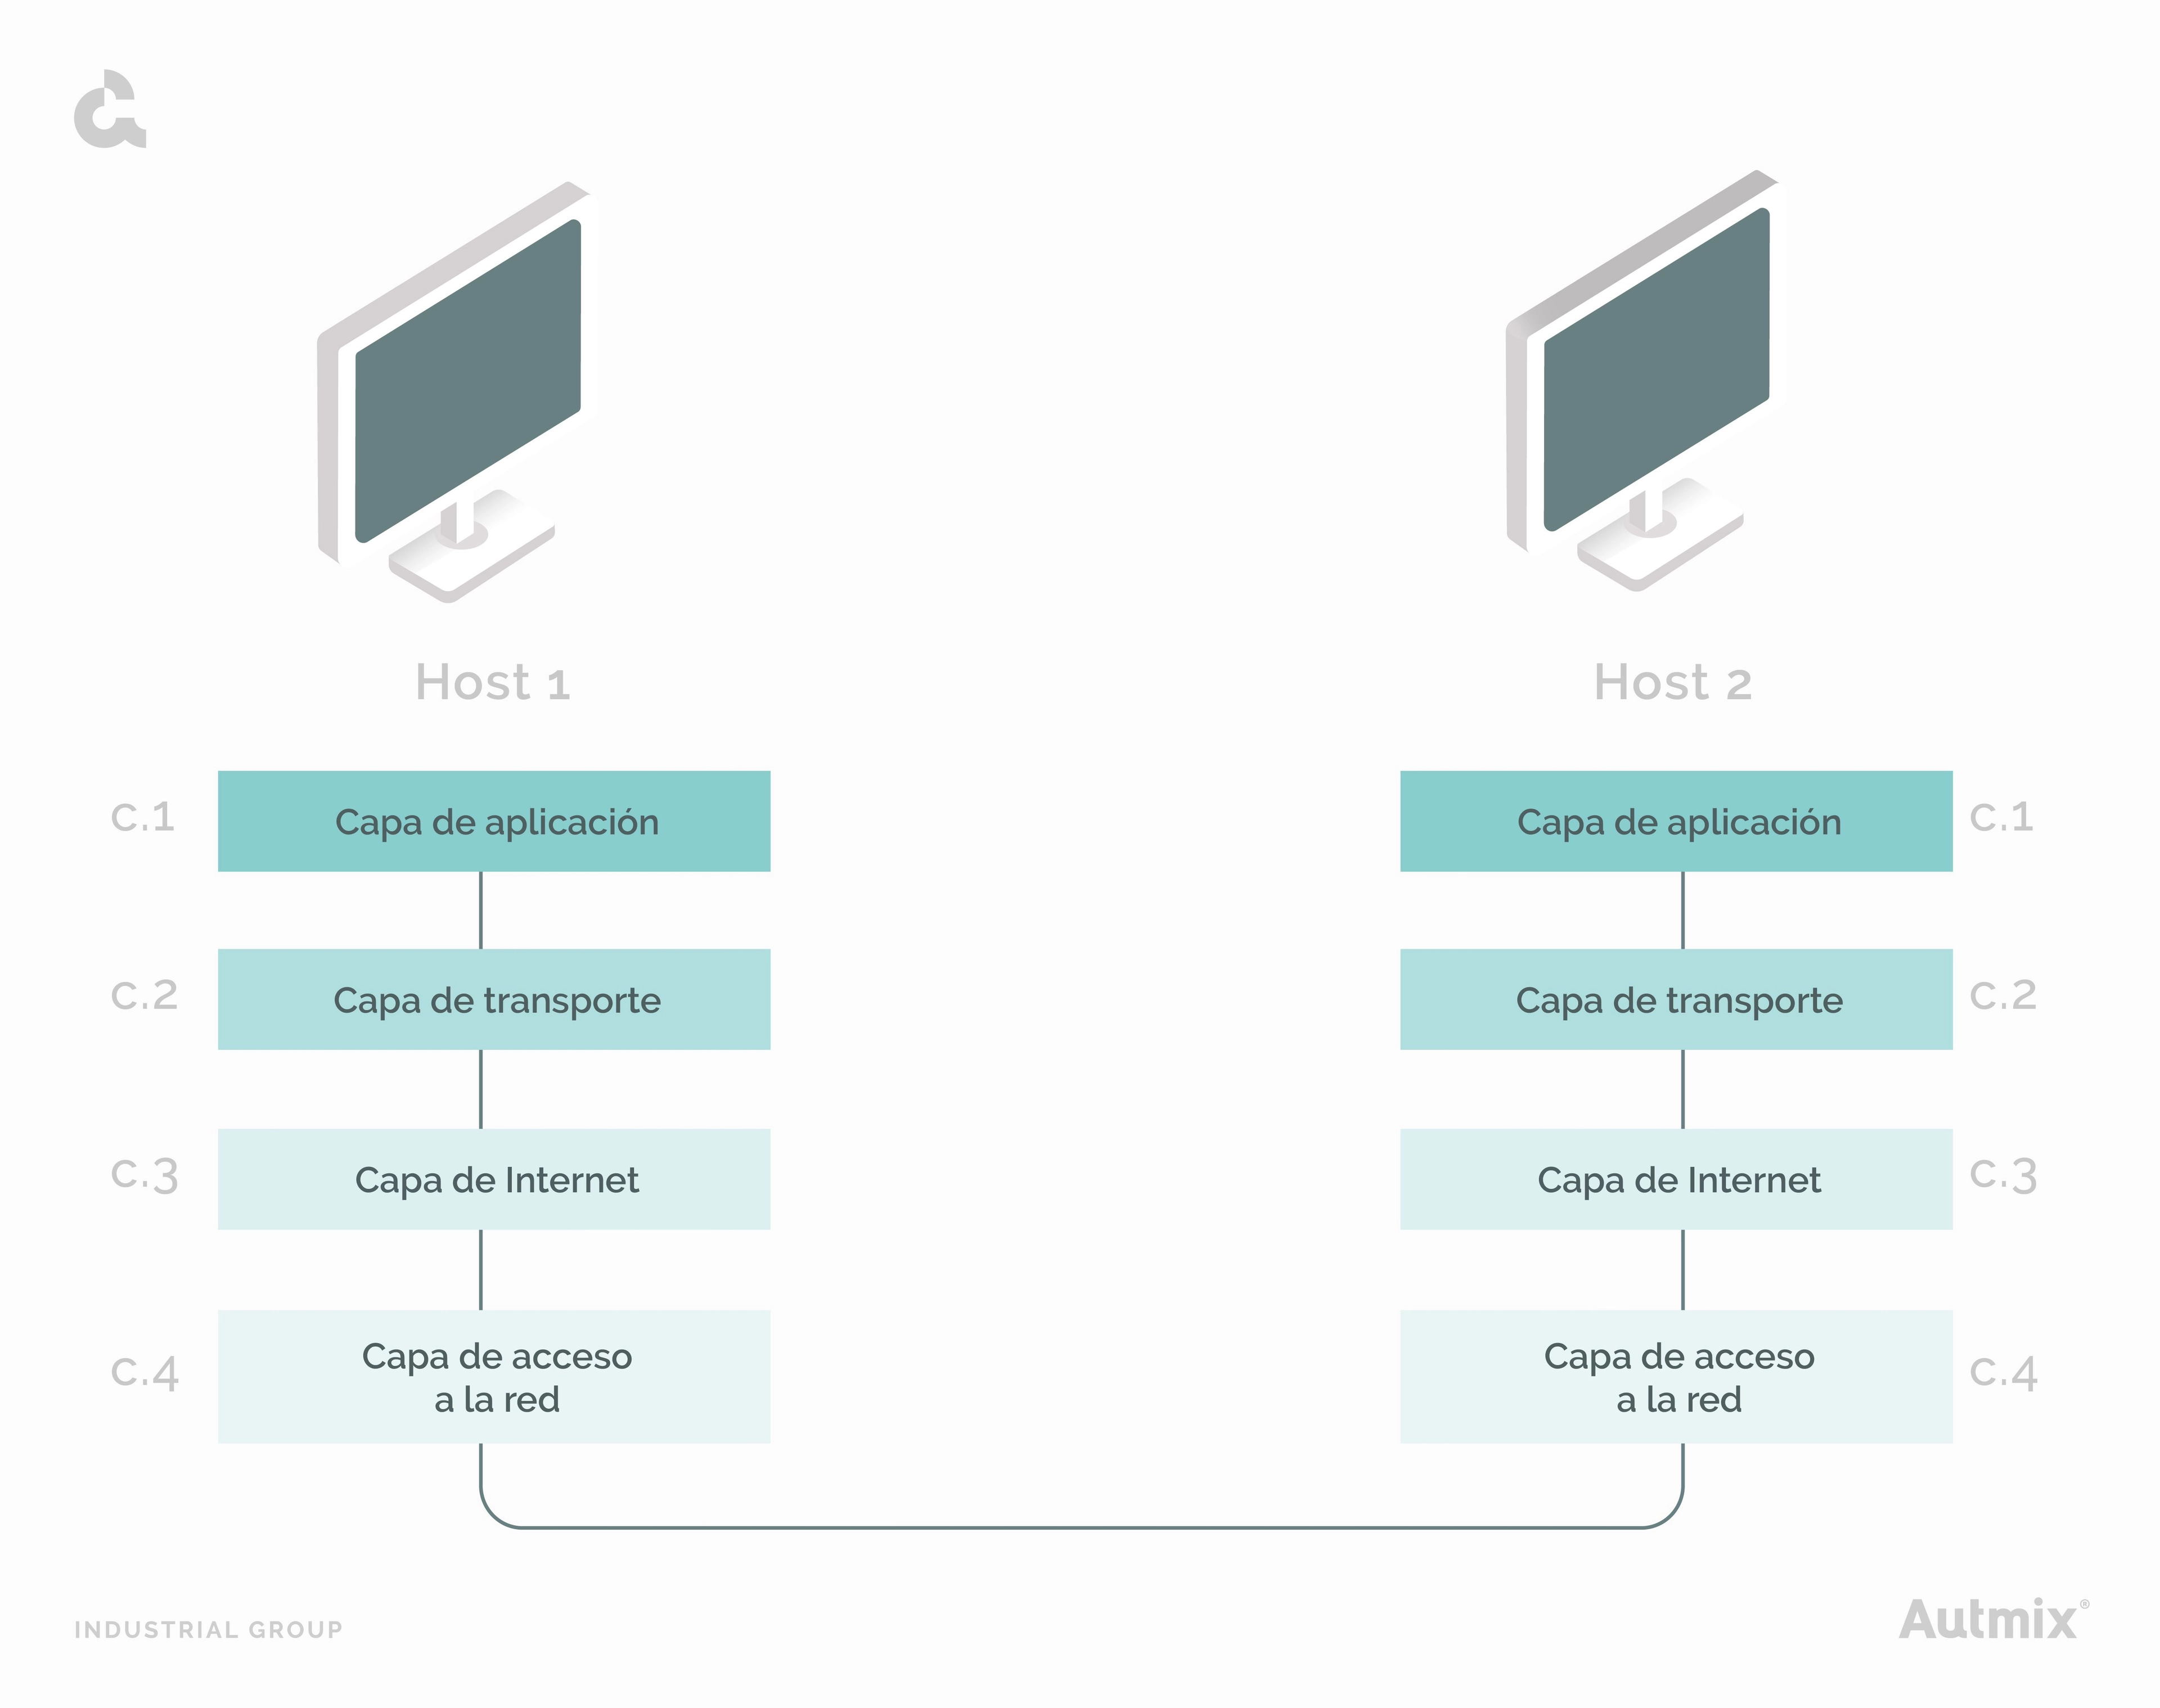 Host 1
Host 2
c.1
Capa de aplicación
Capa de aplicación
c.1
c.2
Capa de transporte
Capa de transporte
c.2
c.3
Capa de Internet
Capa de Internet
c.3
c.4
Capa de acceso
a la red
Capa de acceso
a la red
c.4
INDUSTRIAL GROUP
Autmix®